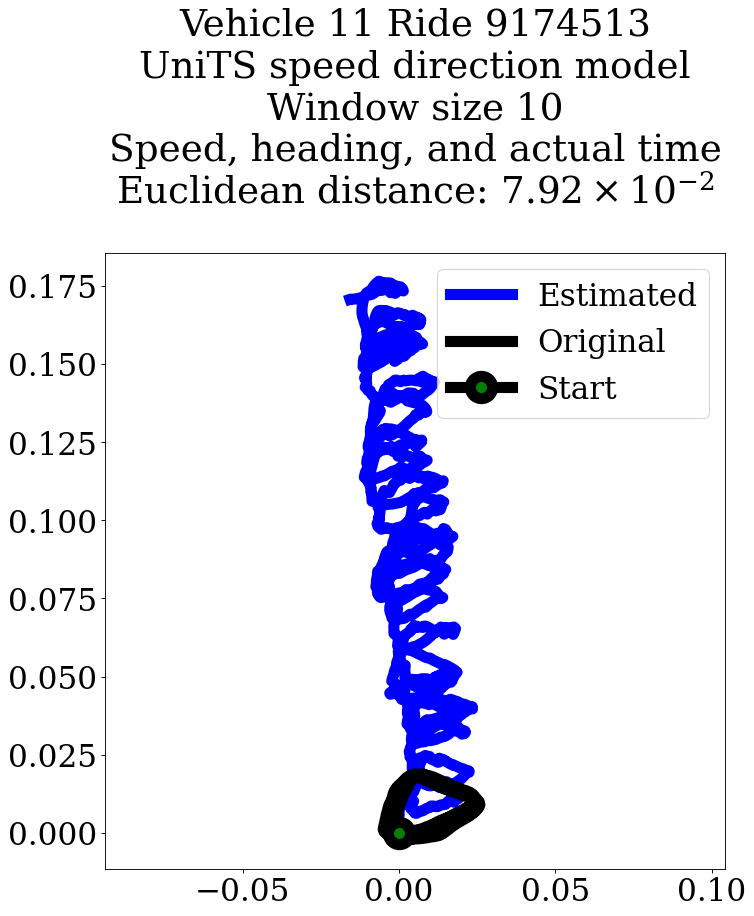 Vehicle 11 Ride 9174513
UniTS speed direction model
Window size 10
Speed, heading, and actual time
Euclidean distance: 7.92 × 10⁻²
Estimated
Original
Start
0.175
0.150
0.125
0.100
0.075
0.050
0.025
0.000
−0.05 0.00 0.05 0.10